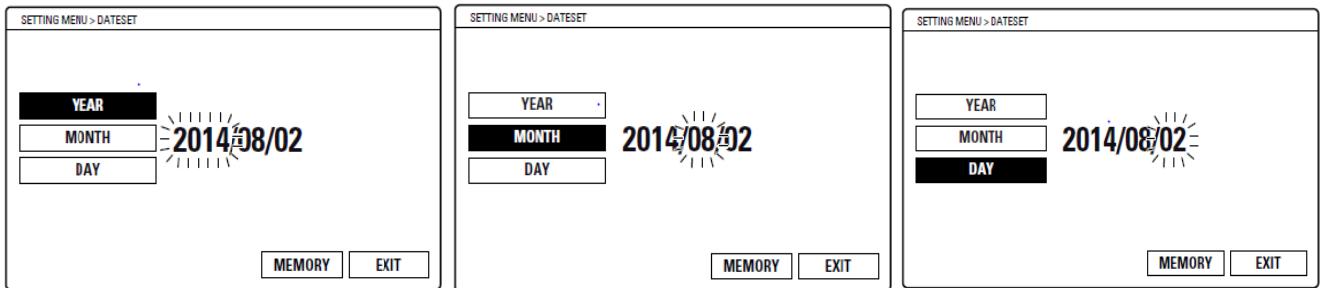 SETTING MENU > DATESET
YEAR
MONTH
DAY
2014/08/02
MEMORY
EXIT
SETTING MENU > DATESET
YEAR
MONTH
DAY
2014/08/02
MEMORY
EXIT
SETTING MENU > DATESET
YEAR
MONTH
DAY
2014/08/02
MEMORY
EXIT